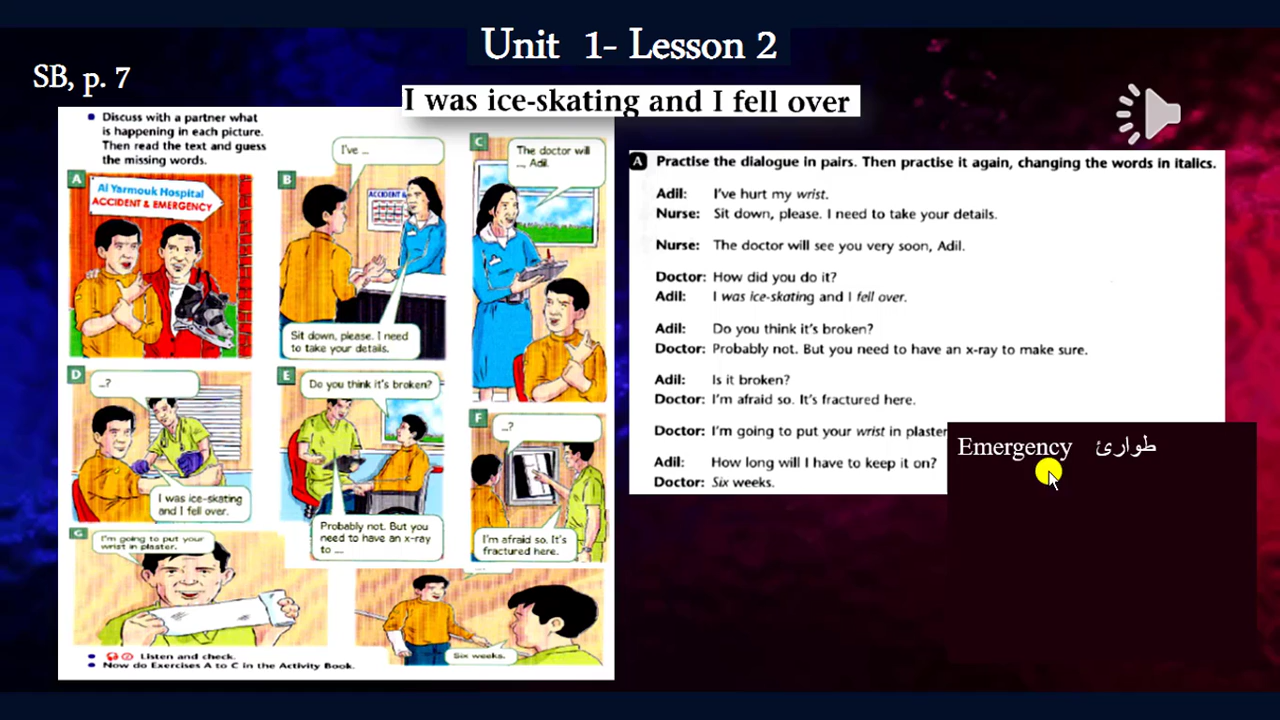 Unit 1- Lesson 2
SB, p. 7
I was ice-skating and I fell over
Discuss with a partner what
is happening in each picture.
Then read the text and guess
the missing words.
A
Al Yarmouk Hospital
ACCIDENT & EMERGENCY
B
I've ...
ACCIDENT &
Sit down, please. I need
to take your details.
C
The doctor will
..., Adil.
D
...?
I was ice-skating
and I fell over.
E
Do you think it's broken?
Probably not. But you
need to have an x-ray
to ....
F
...?
I'm afraid so. It's
fractured here.
G
I'm going to put your
wrist in plaster.
Six weeks.
Listen and check.
Now do Exercises A to C in the Activity Book.
A Practise the dialogue in pairs. Then practise it again, changing the words in italics.
Adil: I've hurt my wrist.
Nurse: Sit down, please. I need to take your details.
Nurse: The doctor will see you very soon, Adil.
Doctor: How did you do it?
Adil: I was ice-skating and I fell over.
Adil: Do you think it's broken?
Doctor: Probably not. But you need to have an x-ray to make sure.
Adil: Is it broken?
Doctor: I'm afraid so. It's fractured here.
Doctor: I'm going to put your wrist in plaster
Adil: How long will I have to keep it on?
Doctor: Six weeks.
Emergency طوارئ